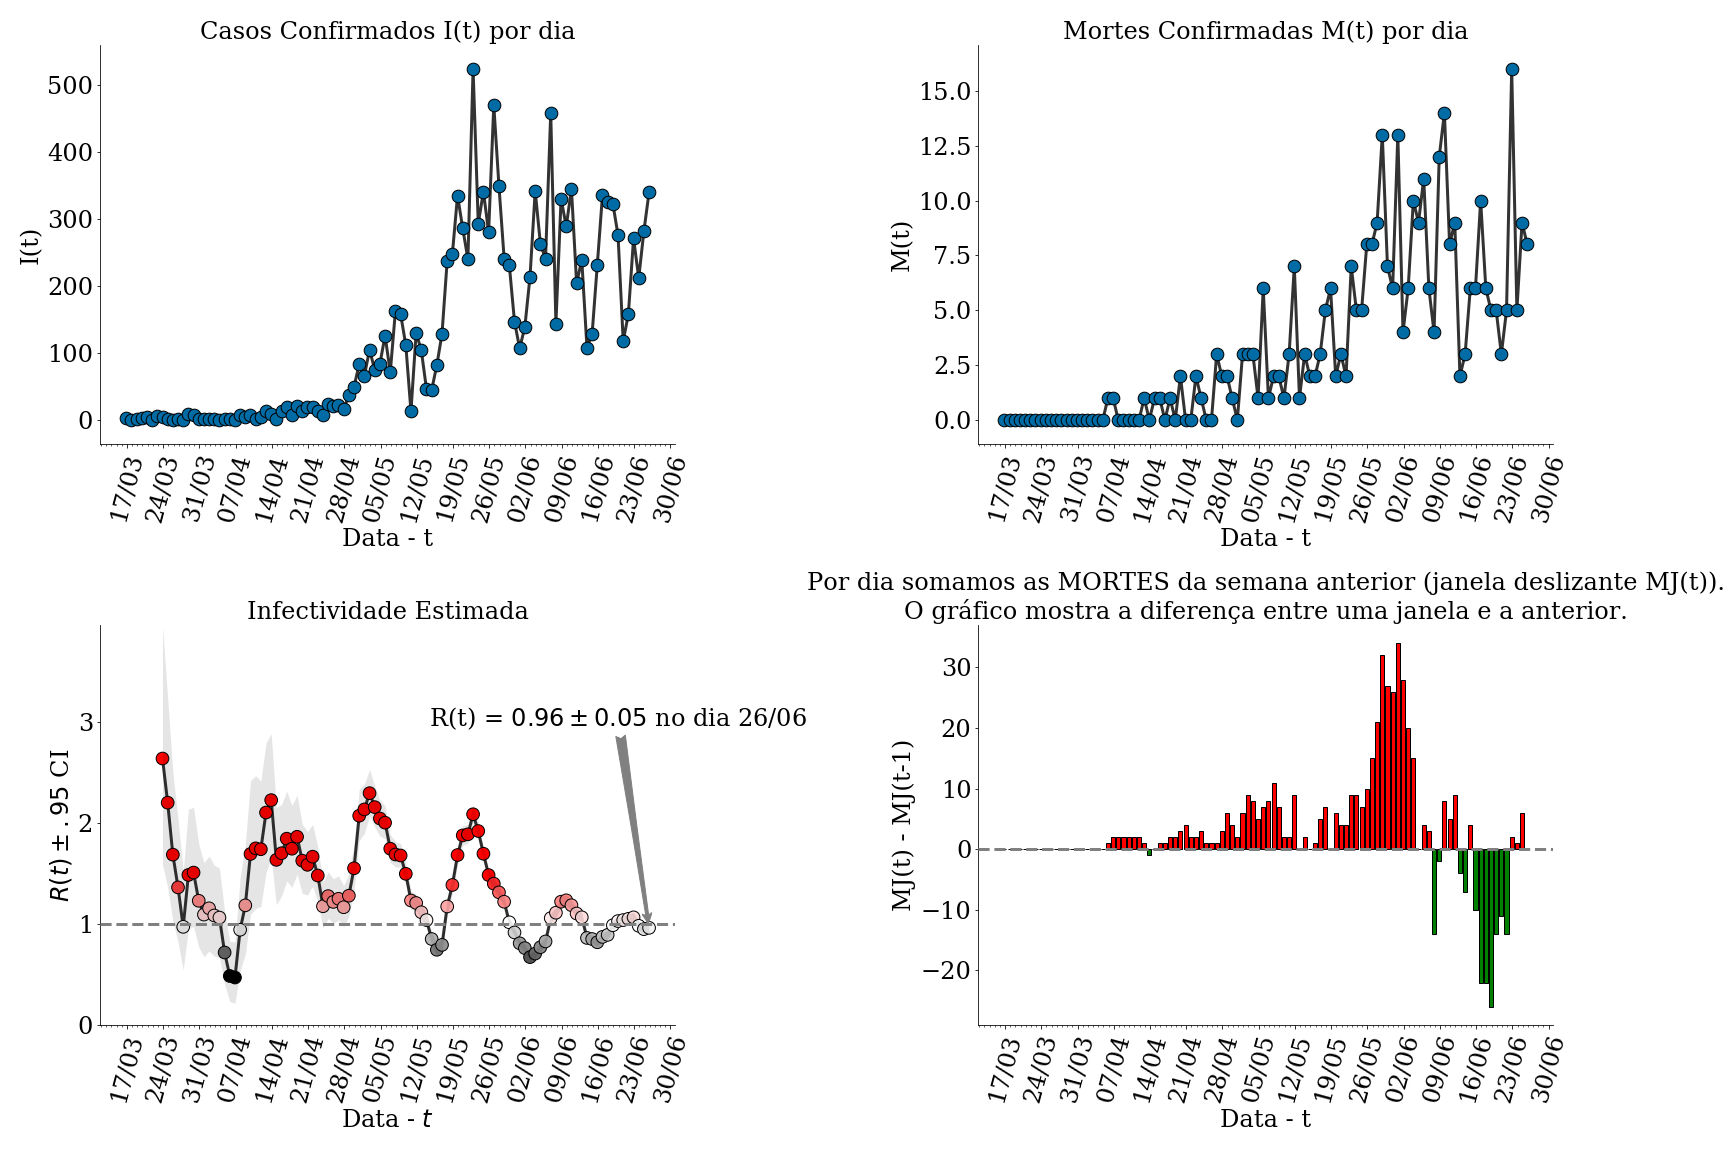 Casos Confirmados I(t) por dia
I(t)
500
400
300
200
100
0
17/03 24/03 31/03 07/04 14/04 21/04 28/04 05/05 12/05 19/05 26/05 02/06 09/06 16/06 23/06 30/06
Data - t
Mortes Confirmadas M(t) por dia
M(t)
15.0
12.5
10.0
7.5
5.0
2.5
0.0
17/03 24/03 31/03 07/04 14/04 21/04 28/04 05/05 12/05 19/05 26/05 02/06 09/06 16/06 23/06 30/06
Data - t
Infectividade Estimada
R(t) ± .95 CI
3
2
1
0
R(t) = 0.96 ± 0.05 no dia 26/06
17/03 24/03 31/03 07/04 14/04 21/04 28/04 05/05 12/05 19/05 26/05 02/06 09/06 16/06 23/06 30/06
Data - t
Por dia somamos as MORTES da semana anterior (janela deslizante MJ(t)).
O gráfico mostra a diferença entre uma janela e a anterior.
MJ(t) - MJ(t-1)
30
20
10
0
−10
−20
17/03 24/03 31/03 07/04 14/04 21/04 28/04 05/05 12/05 19/05 26/05 02/06 09/06 16/06 23/06 30/06
Data - t